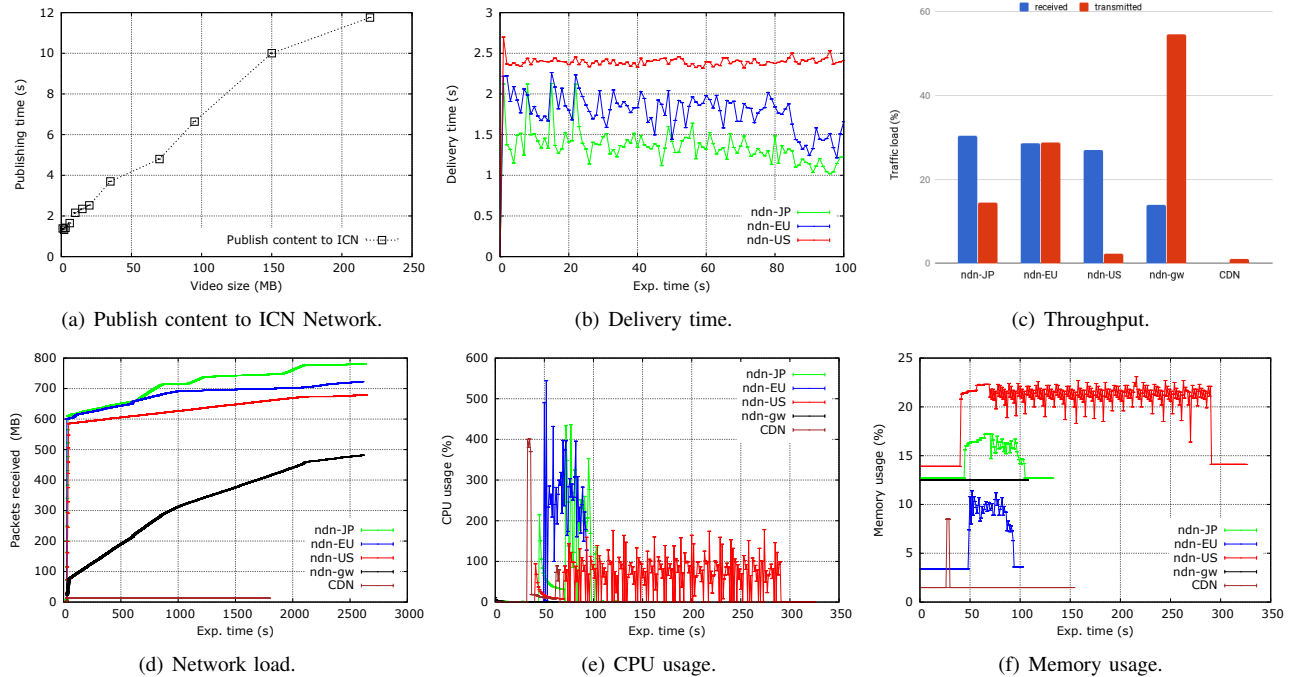 12
10
8
6
4
2
0
0
50
100
150
200
250
Publishing time (s)
Video size (MB)
Publish content to ICN
(a) Publish content to ICN Network.
3
2.5
2
1.5
1
0.5
0
0
20
40
60
80
100
Delivery time (s)
Exp. time (s)
ndn-JP
ndn-EU
ndn-US
(b) Delivery time.
received
transmitted
60
40
20
60
Traffic load (%)
ndn-JP
ndn-EU
ndn-US
ndn-gw
CDN
(c) Throughput.
800
700
600
500
400
300
200
100
0
0
500
1000
1500
2000
2500
3000
Packets received (MB)
Exp. time (s)
ndn-JP
ndn-EU
ndn-US
ndn-gw
CDN
(d) Network load.
600
500
400
300
200
100
0
0
50
100
150
200
250
300
350
CPU usage (%)
Exp. time (s)
ndn-JP
ndn-EU
ndn-US
ndn-gw
CDN
(e) CPU usage.
25
20
15
10
5
0
0
50
100
150
200
250
300
350
Memory usage (%)
Exp. time (s)
ndn-JP
ndn-EU
ndn-US
ndn-gw
CDN
(f) Memory usage.